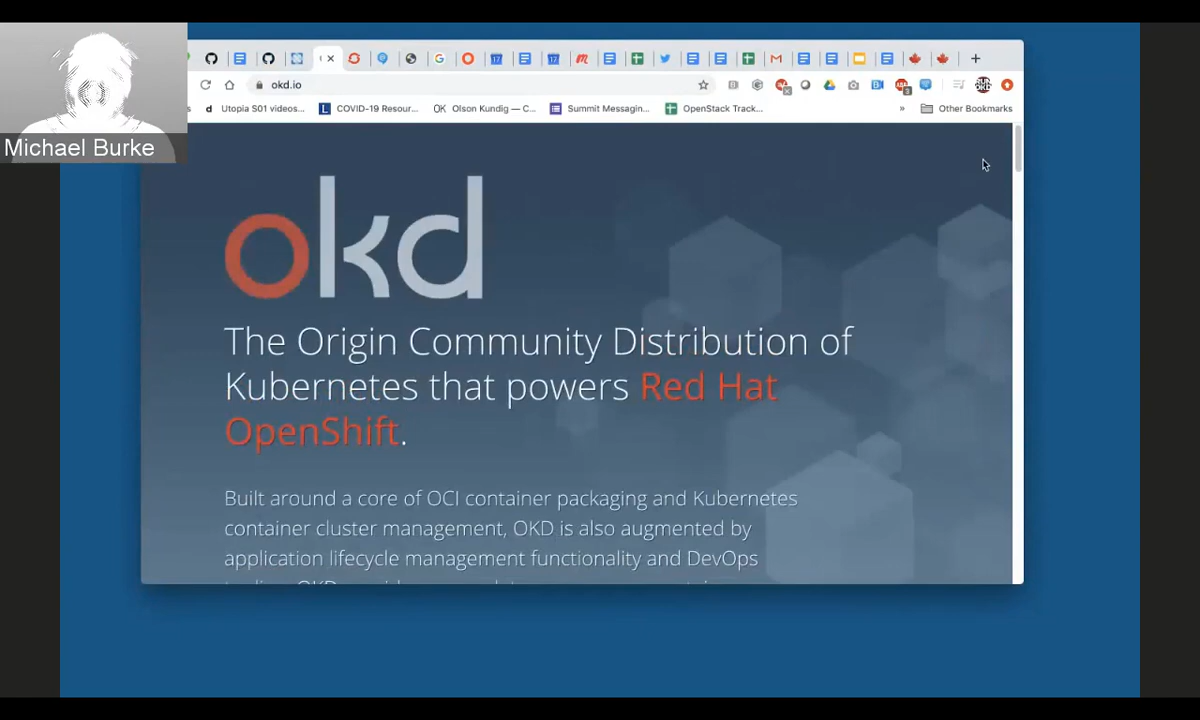 Michael Burke
okd.io
Utopia S01 videos...
COVID-19 Resour...
OK Olson Kundig — C...
Summit Messagin...
OpenStack Track...
»
Other Bookmarks
okd
The Origin Community Distribution of
Kubernetes that powers Red Hat
OpenShift.
Built around a core of OCI container packaging and Kubernetes
container cluster management, OKD is also augmented by
application lifecycle management functionality and DevOps